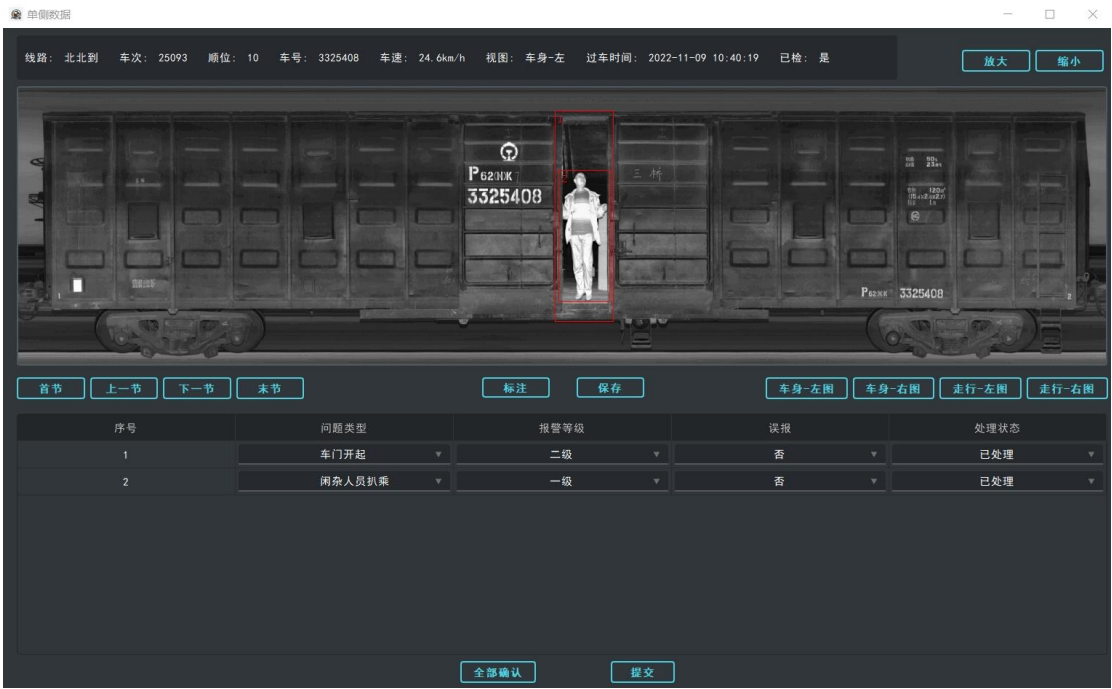 单侧数据
线路: 北北到 车次: 25093 顺位: 10 车号: 3325408 车速: 24.6km/h 视图: 车身-左 过车时间: 2022-11-09 10:40:19 已检: 是
放大 缩小
P62(N)K
3325408
三桥
P62(N)K 3325408
1
2
首节 上一节 下一节 末节 标注 保存 车身-左图 车身-右图 走行-左图 走行-右图
序号 问题类型 报警等级 误报 处理状态
1 车门开起 二级 否 已处理
2 闲杂人员扒乘 一级 否 已处理
全部确认 提交